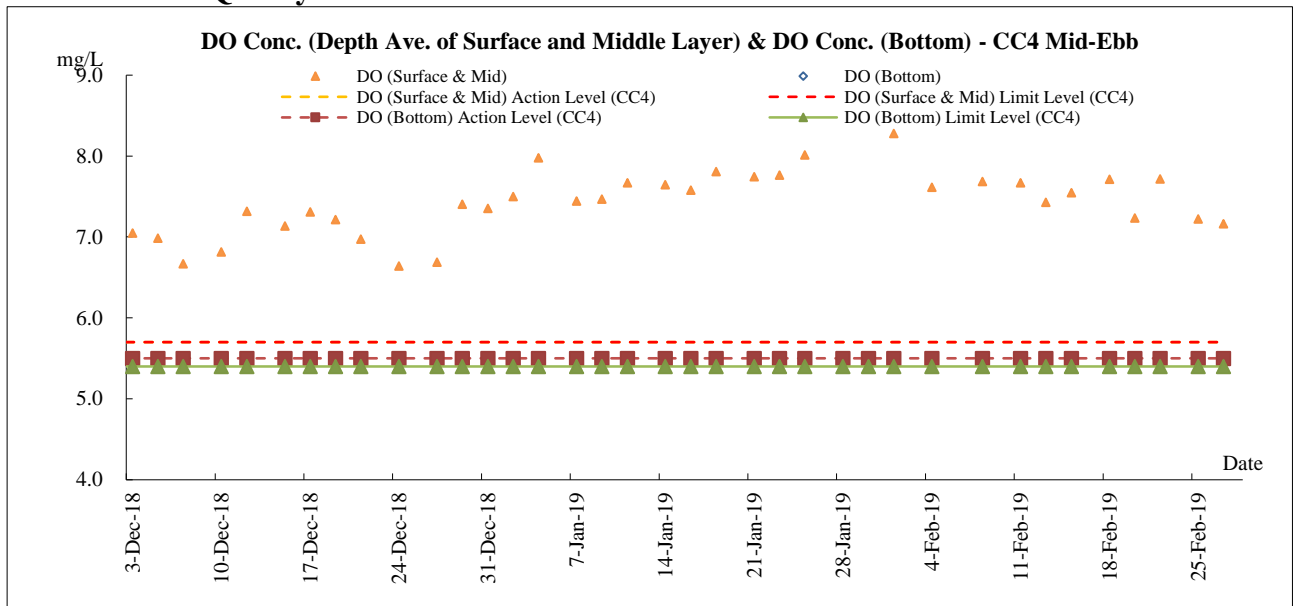 DO Conc. (Depth Ave. of Surface and Middle Layer) & DO Conc. (Bottom) - CC4 Mid-Ebb
mg/L
DO (Surface & Mid)
DO (Bottom)
DO (Surface & Mid) Action Level (CC4)
DO (Surface & Mid) Limit Level (CC4)
DO (Bottom) Action Level (CC4)
DO (Bottom) Limit Level (CC4)
9.0
8.0
7.0
6.0
5.0
4.0
Date
3-Dec-18
10-Dec-18
17-Dec-18
24-Dec-18
31-Dec-18
7-Jan-19
14-Jan-19
21-Jan-19
28-Jan-19
4-Feb-19
11-Feb-19
18-Feb-19
25-Feb-19